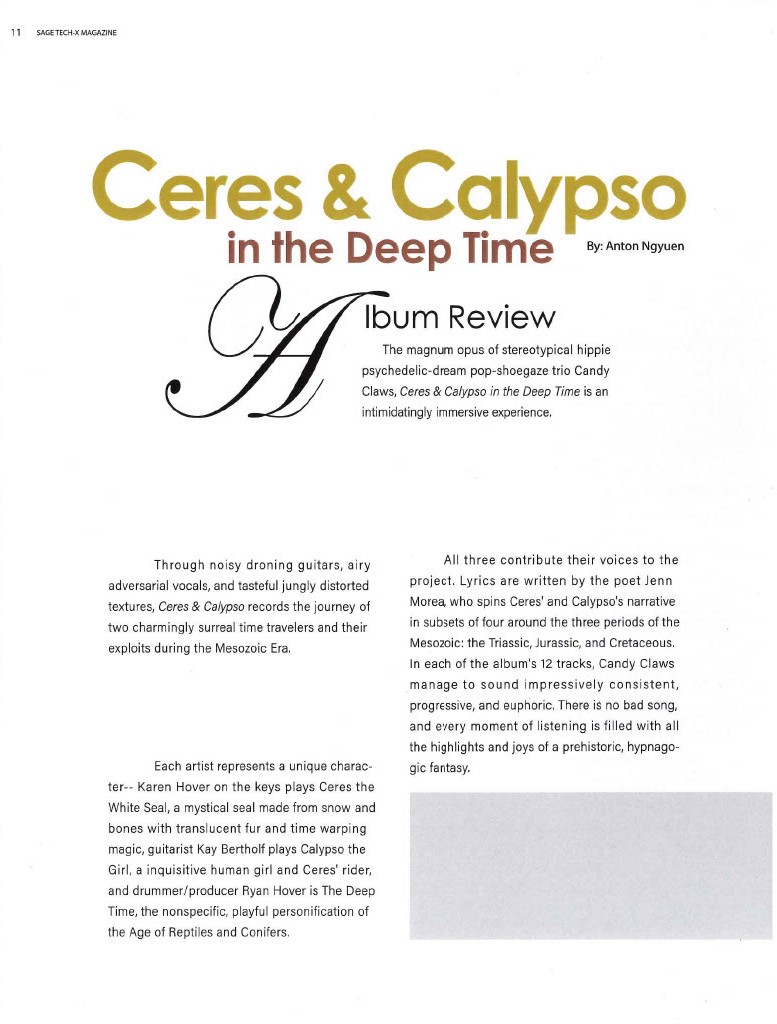 11 SAGE TECH-X MAGAZINE
Ceres & Calypso
in the Deep Time
By: Anton Ngyuen
Album Review
The magnum opus of stereotypical hippie
psychedelic-dream pop-shoegaze trio Candy
Claws, Ceres & Calypso in the Deep Time is an
intimidatingly immersive experience.
Through noisy droning guitars, airy
adversarial vocals, and tasteful jungly distorted
textures, Ceres & Calypso records the journey of
two charmingly surreal time travelers and their
exploits during the Mesozoic Era.
Each artist represents a unique charac-
ter-- Karen Hover on the keys plays Ceres the
White Seal, a mystical seal made from snow and
bones with translucent fur and time warping
magic, guitarist Kay Bertholf plays Calypso the
Girl, a inquisitive human girl and Ceres' rider,
and drummer/producer Ryan Hover is The Deep
Time, the nonspecific, playful personification of
the Age of Reptiles and Conifers.
All three contribute their voices to the
project. Lyrics are written by the poet Jenn
Morea, who spins Ceres' and Calypso's narrative
in subsets of four around the three periods of the
Mesozoic: the Triassic, Jurassic, and Cretaceous.
In each of the album's 12 tracks, Candy Claws
manage to sound impressively consistent,
progressive, and euphoric. There is no bad song,
and every moment of listening is filled with all
the highlights and joys of a prehistoric, hypnago-
gic fantasy.